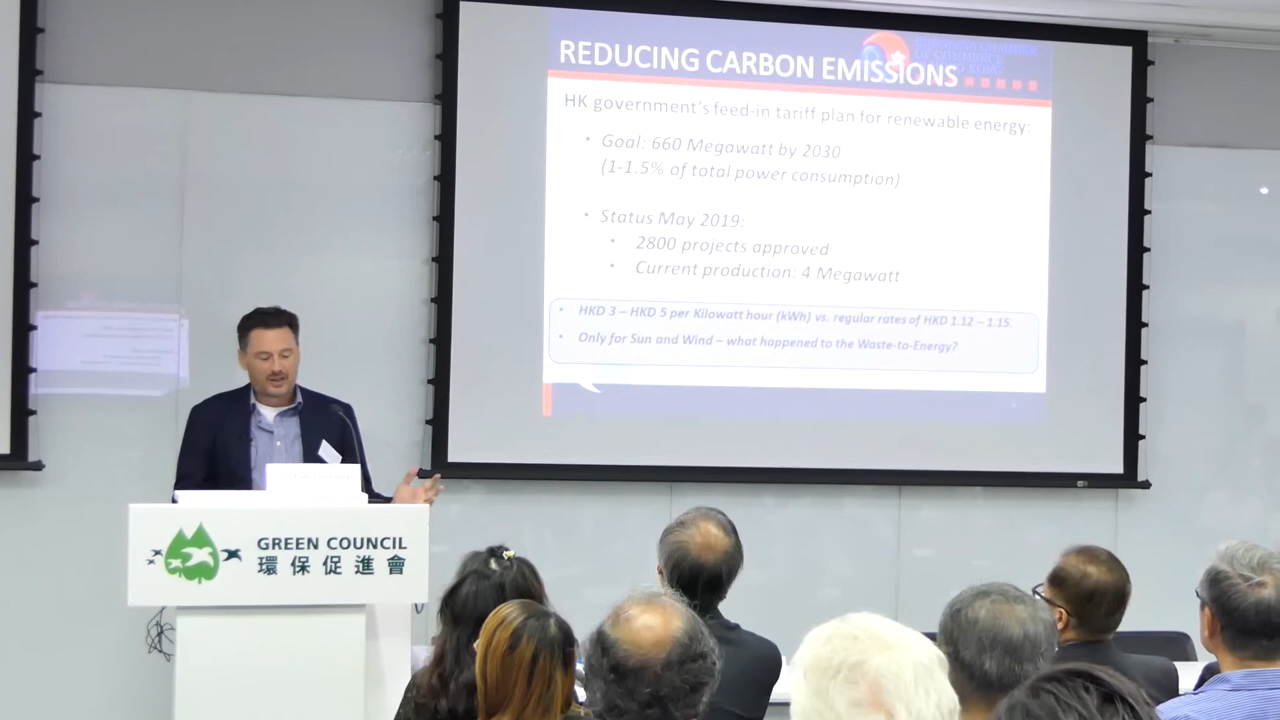 REDUCING CARBON EMISSIONS
OF COMMERCE
HK government's feed-in tariff plan for renewable energy:
• Goal: 660 Megawatt by 2030
(1-1.5% of total power consumption)
• Status May 2019:
• 2800 projects approved
• Current production: 4 Megawatt
• HKD 3 – HKD 5 per Kilowatt hour (kWh) vs. regular rates of HKD 1.12 – 1.15.
• Only for Sun and Wind – what happened to the Waste-to-Energy?
GREEN COUNCIL
環保促進會